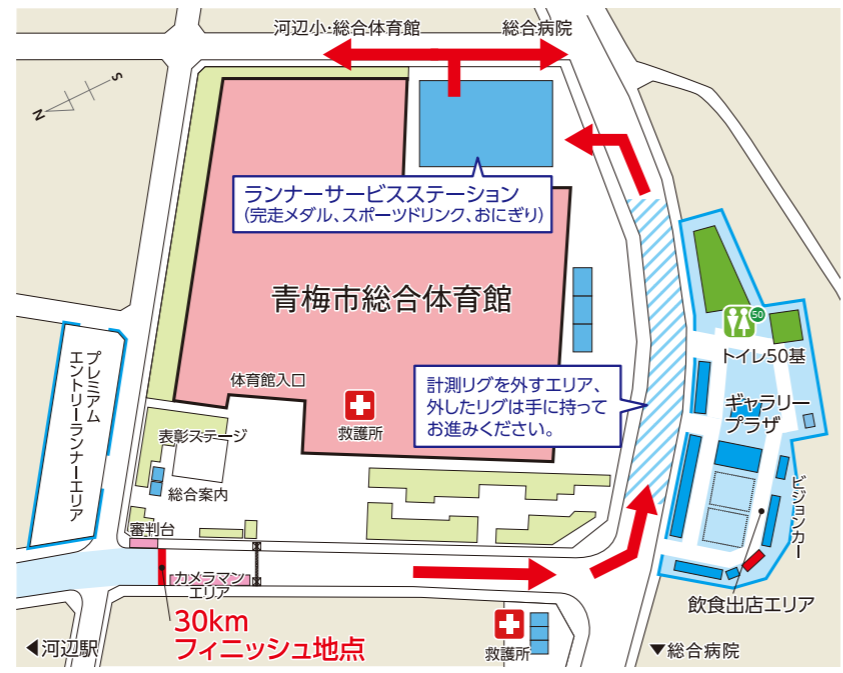 河辺小・総合体育館
総合病院
S
N
ランナーサービスステーション
(完走メダル、スポーツドリンク、おにぎり)
青梅市総合体育館
50
トイレ50基
プレミアム
エントリーランナーエリア
体育館入口
救護所
計測リグを外すエリア、
外したリグは手に持って
お進みください。
ギャラリー
プラザ
表彰ステージ
総合案内
ビジョンカー
審判台
カメラマン
エリア
飲食出店エリア
30km
フィニッシュ地点
救護所
◀河辺駅
▼総合病院